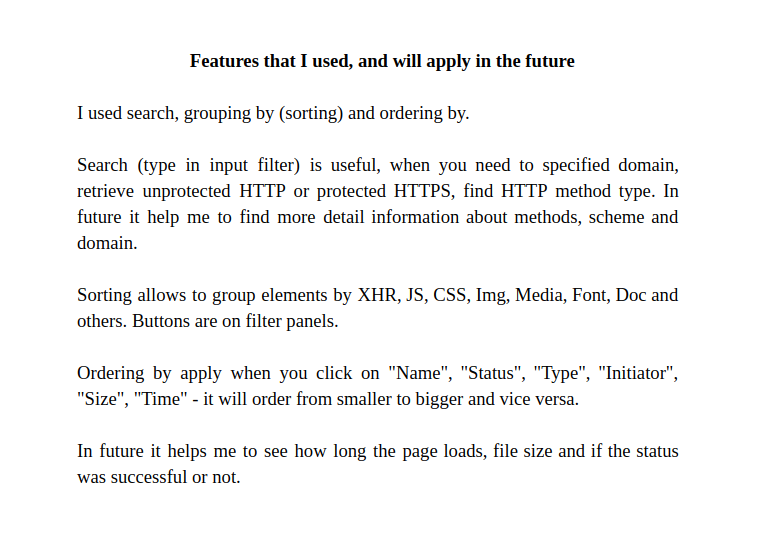 Features that I used, and will apply in the future
I used search, grouping by (sorting) and ordering by.
Search (type in input filter) is useful, when you need to specified domain,
retrieve unprotected HTTP or protected HTTPS, find HTTP method type. In
future it help me to find more detail information about methods, scheme and
domain.
Sorting allows to group elements by XHR, JS, CSS, Img, Media, Font, Doc and
others. Buttons are on filter panels.
Ordering by apply when you click on "Name", "Status", "Type", "Initiator",
"Size", "Time" - it will order from smaller to bigger and vice versa.
In future it helps me to see how long the page loads, file size and if the status
was successful or not.